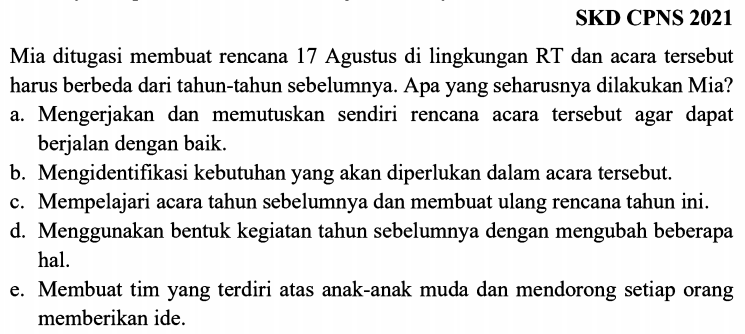 SKD CPNS 2021
Mia ditugasi membuat rencana 17 Agustus di lingkungan RT dan acara tersebut
harus berbeda dari tahun-tahun sebelumnya. Apa yang seharusnya dilakukan Mia?
a. Mengerjakan dan memutuskan sendiri rencana acara tersebut agar dapat
berjalan dengan baik.
b. Mengidentifikasi kebutuhan yang akan diperlukan dalam acara tersebut.
c. Mempelajari acara tahun sebelumnya dan membuat ulang rencana tahun ini.
d. Menggunakan bentuk kegiatan tahun sebelumnya dengan mengubah beberapa
hal.
e. Membuat tim yang terdiri atas anak-anak muda dan mendorong setiap orang
memberikan ide.